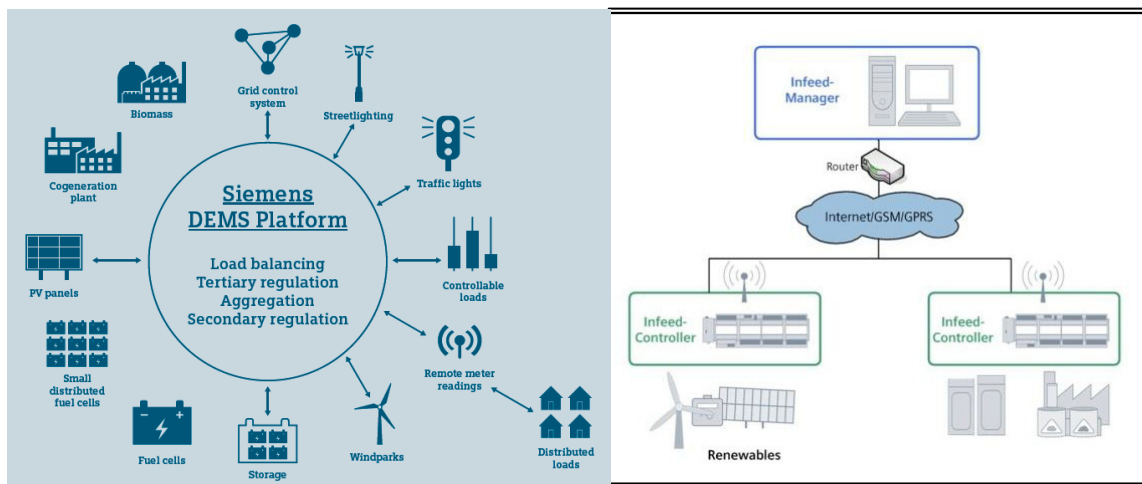 Grid control
system
Streetlighting
Biomass
Traffic lights
Cogeneration
plant
Siemens
DEMS Platform
Load balancing
Tertiary regulation
Aggregation
Secondary regulation
PV panels
Controllable
loads
Small
distributed
fuel cells
Remote meter
readings
Fuel cells
Storage
Windparks
Distributed
loads
Infeed-
Manager
Router
Internet/GSM/GPRS
Infeed-
Controller
Infeed-
Controller
Renewables